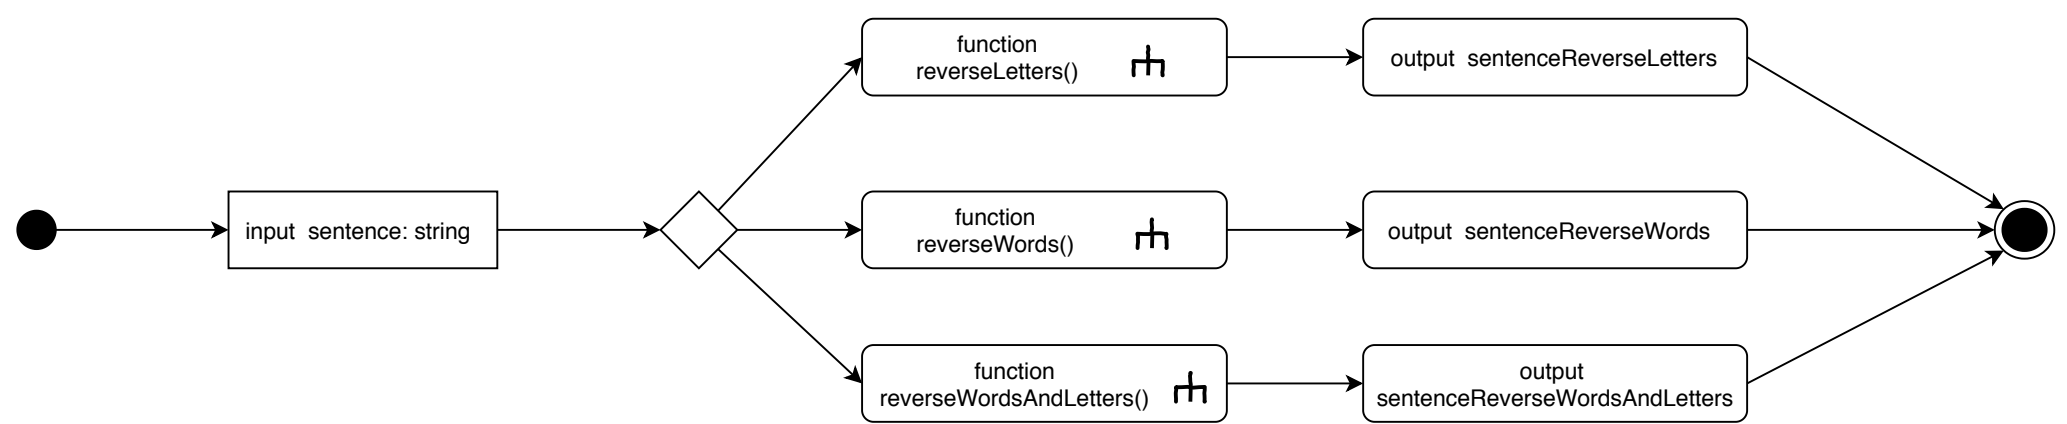 function
reverseLetters()
output sentenceReverseLetters
input sentence: string
function
reverseWords()
output sentenceReverseWords
function
reverseWordsAndLetters()
output
sentenceReverseWordsAndLetters